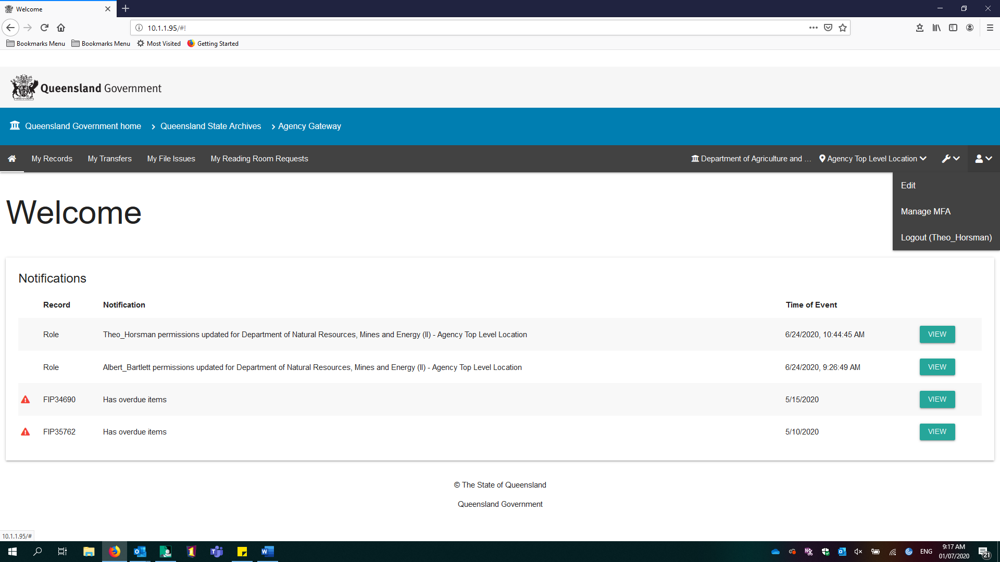 Welcome
10.1.1.95/#!
Bookmarks Menu
Bookmarks Menu
Most Visited
Getting Started
Queensland Government
Queensland Government home
Queensland State Archives
Agency Gateway
My Records
My Transfers
My File Issues
My Reading Room Requests
Department of Agriculture and ...
Agency Top Level Location
Edit
Manage MFA
Logout (Theo_Horsman)
Welcome
Notifications
Record Notification Time of Event
Role Theo_Horsman permissions updated for Department of Natural Resources, Mines and Energy (II) - Agency Top Level Location 6/24/2020, 10:44:45 AM VIEW
Role Albert_Bartlett permissions updated for Department of Natural Resources, Mines and Energy (II) - Agency Top Level Location 6/24/2020, 9:26:49 AM VIEW
FIP34690 Has overdue items 5/15/2020 VIEW
FIP35762 Has overdue items 5/10/2020 VIEW
© The State of Queensland
Queensland Government
10.1.1.95/#
ENG
9:17 AM
01/07/2020
21